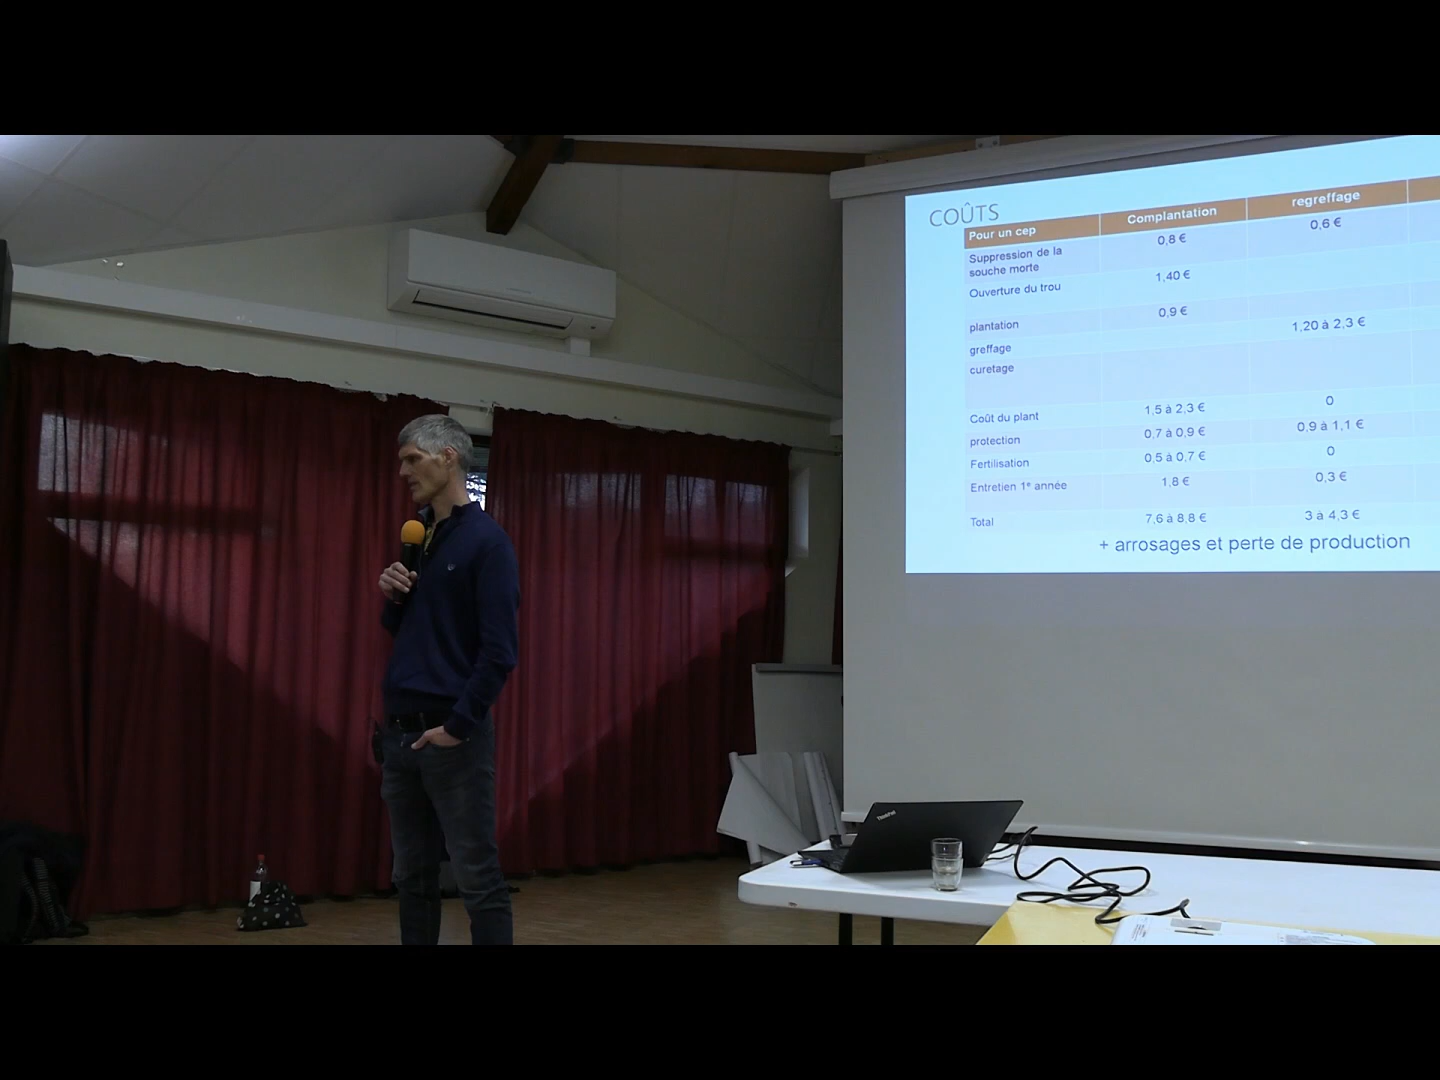 COÛTS
Pour un cep Complantation regreffage
Suppression de la souche morte 0,8 € 0,6 €
Ouverture du trou 1,40 €
plantation 0,9 €
greffage 1,20 à 2,3 €
curetage
Coût du plant 1,5 à 2,3 € 0
protection 0,7 à 0,9 € 0,9 à 1,1 €
Fertilisation 0,5 à 0,7 € 0
Entretien 1e année 1,8 € 0,3 €
Total 7,6 à 8,8 € 3 à 4,3 €
+ arrosages et perte de production
ThinkPad